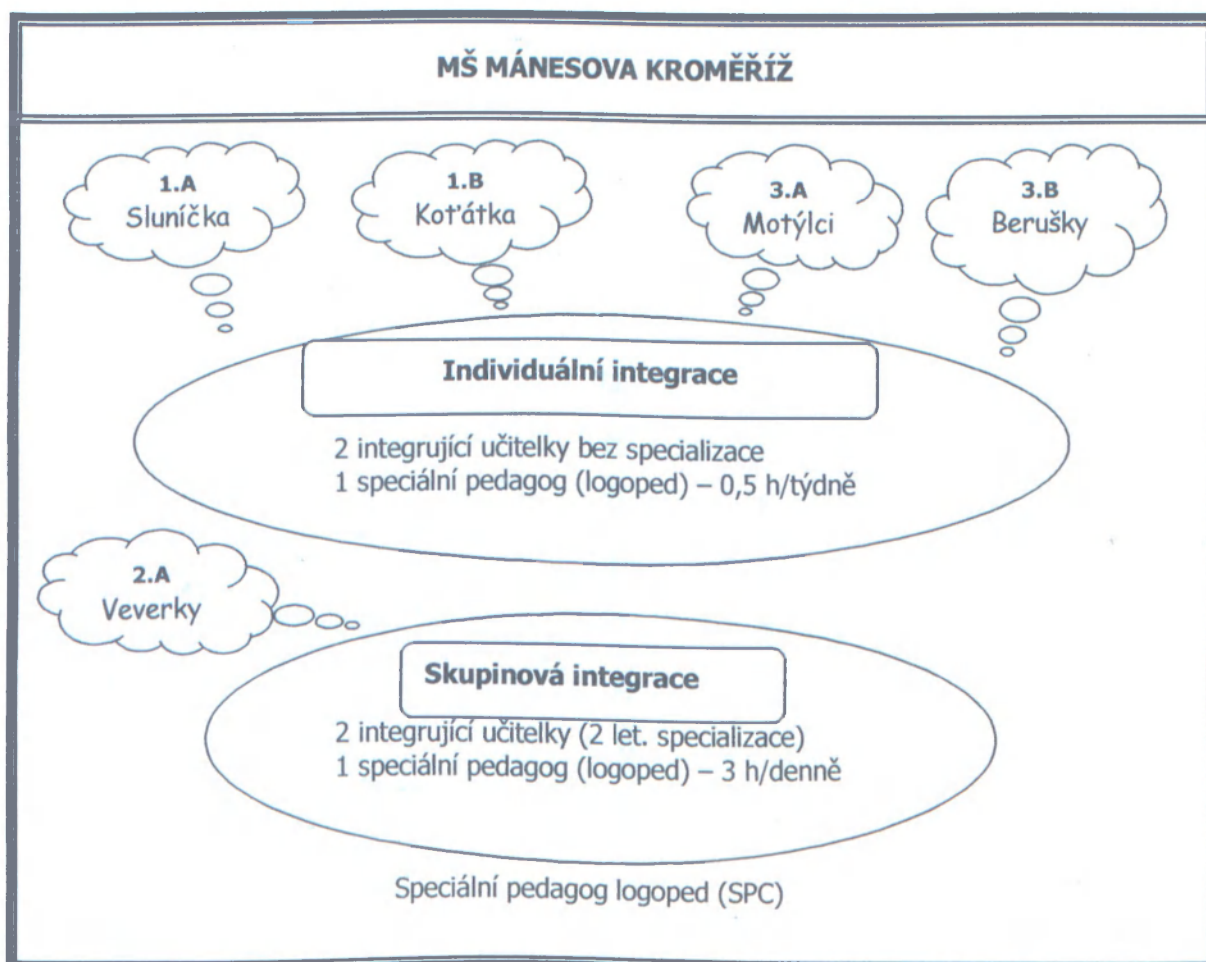 MŠ MÁNESOVA KROMĚŘÍŽ
1.A
Sluníčka
1.B
Koťátka
3.A
Motýlci
3.B
Berušky
Individuální integrace
2 integrující učitelky bez specializace
1 speciální pedagog (logoped) – 0,5 h/týdně
2.A
Veverky
Skupinová integrace
2 integrující učitelky (2 let. specializace)
1 speciální pedagog (logoped) – 3 h/denně
Speciální pedagog logoped (SPC)